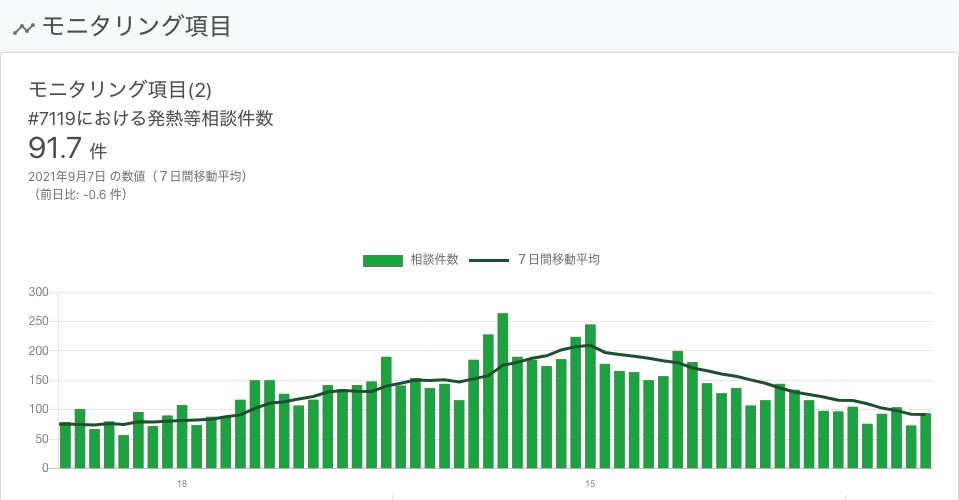 モニタリング項目
モニタリング項目(2)
#7119における発熱等相談件数
91.7 件
2021年9月7日 の数値（７日間移動平均）
（前日比: -0.6 件）
相談件数 ７日間移動平均
300
250
200
150
100
50
0
18 15